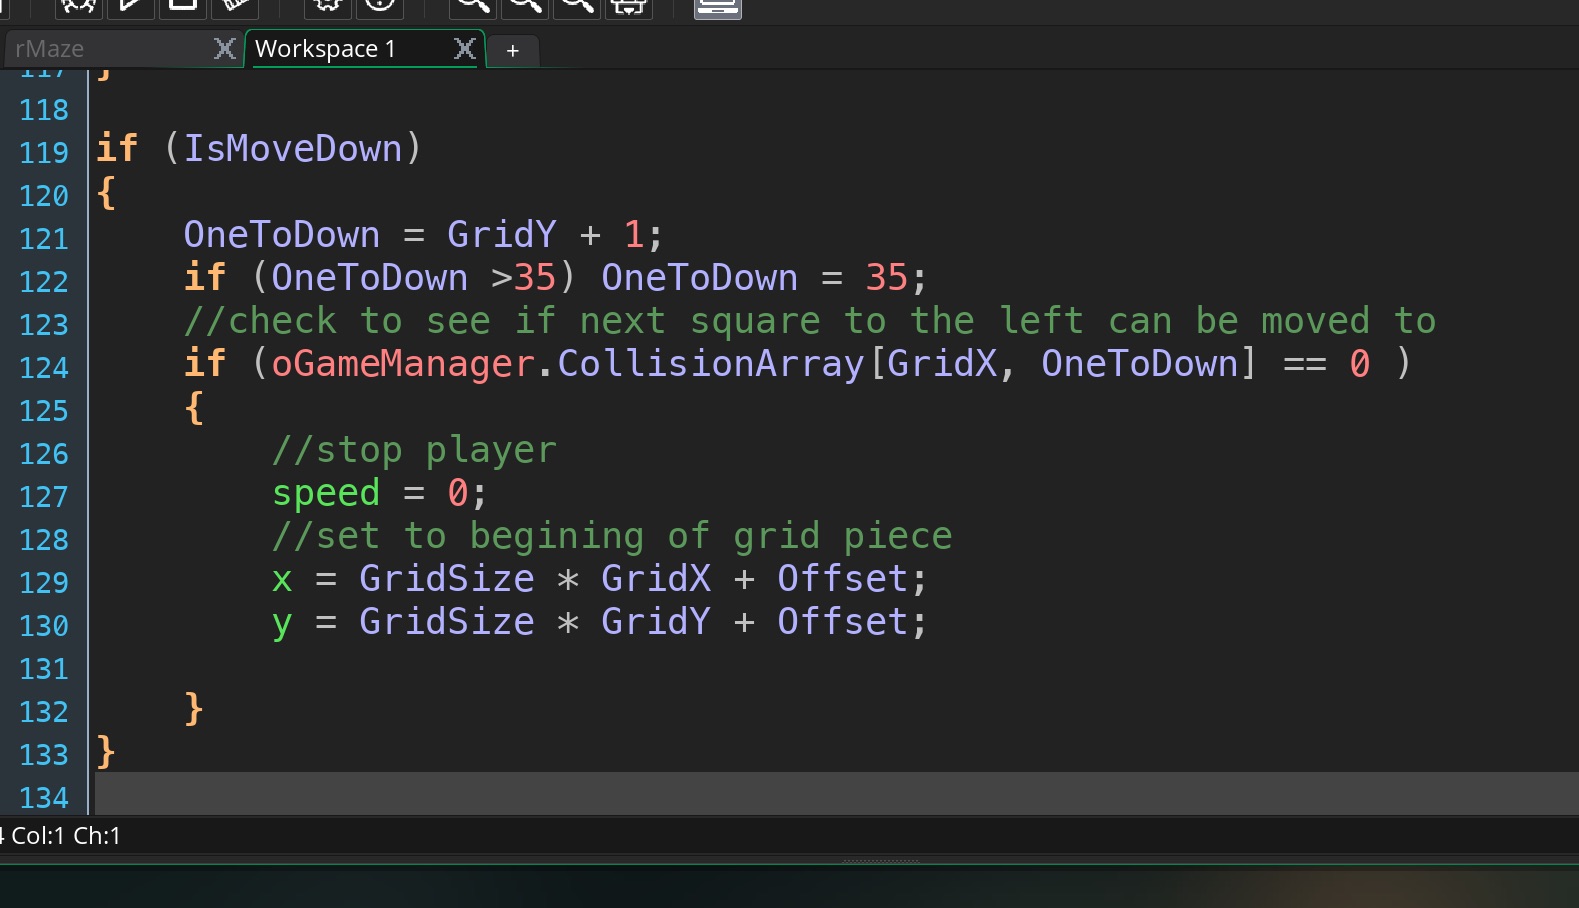 rMaze
Workspace 1
+
117 }
118
119 if (IsMoveDown)
120 {
121 OneToDown = GridY + 1;
122 if (OneToDown >35) OneToDown = 35;
123 //check to see if next square to the left can be moved to
124 if (oGameManager.CollisionArray[GridX, OneToDown] == 0 )
125 {
126 //stop player
127 speed = 0;
128 //set to begining of grid piece
129 x = GridSize * GridX + Offset;
130 y = GridSize * GridY + Offset;
131
132 }
133 }
134
4 Col:1 Ch:1